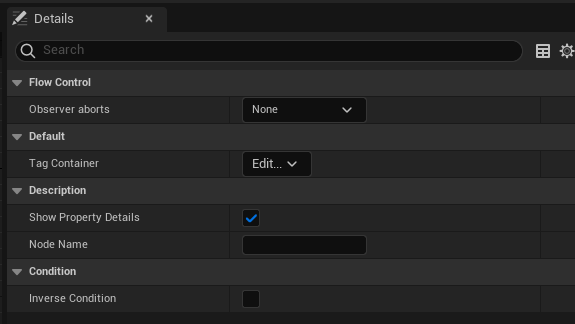 Details
Search
Flow Control
Observer aborts None
Default
Tag Container Edit...
Description
Show Property Details
Node Name
Condition
Inverse Condition